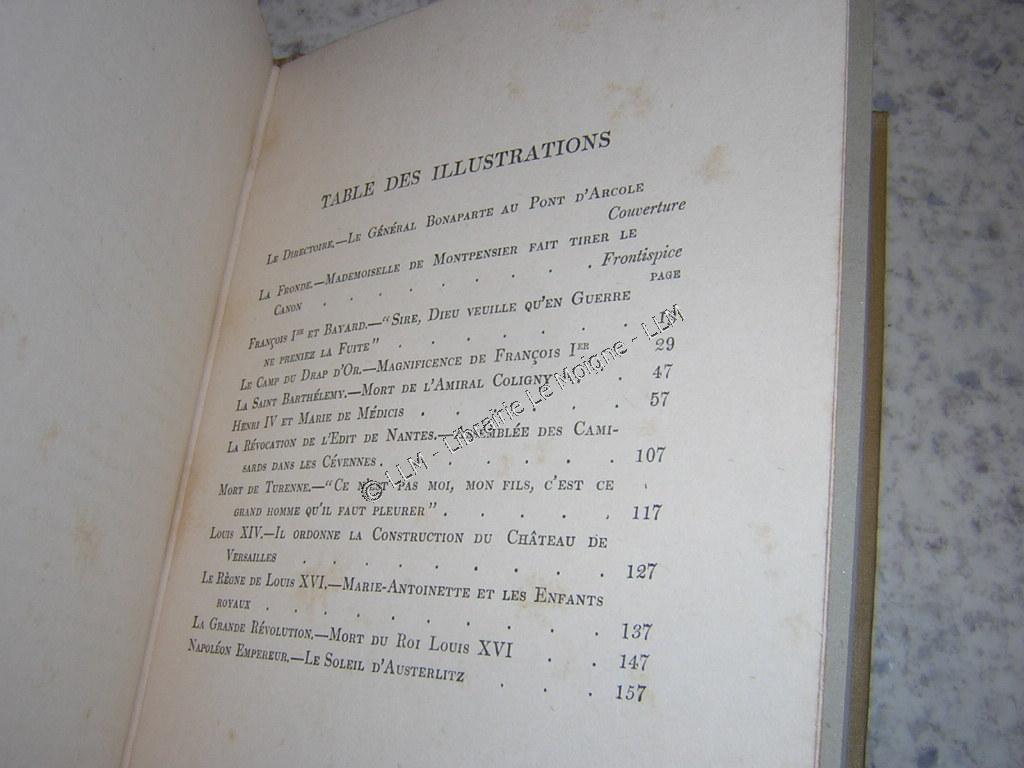 TABLE DES ILLUSTRATIONS
LE DIRECTOIRE.—LE GÉNÉRAL BONAPARTE AU PONT D'ARCOLE
Couverture
LA FRONDE.—MADEMOISELLE DE MONTPENSIER FAIT TIRER LE
CANON . . . . . . . . Frontispice
PAGE
FRANÇOIS IER ET BAYARD.—"SIRE, DIEU VEUILLE QU'EN GUERRE
NE PRENIEZ LA FUITE" . . . . . .
LE CAMP DU DRAP D'OR.—MAGNIFICENCE DE FRANÇOIS IER 29
LA SAINT BARTHÉLEMY.—MORT DE L'AMIRAL COLIGNY . . 47
HENRI IV ET MARIE DE MÉDICIS . . . . . . 57
LA RÉVOCATION DE L'EDIT DE NANTES.—ASSEMBLÉE DES CAMI-
SARDS DANS LES CÉVENNES . . . . . . . 107
MORT DE TURENNE.—"CE N'EST PAS MOI, MON FILS, C'EST CE
GRAND HOMME QU'IL FAUT PLEURER" . . . . . 117
LOUIS XIV.—IL ORDONNE LA CONSTRUCTION DU CHÂTEAU DE
VERSAILLES . . . . . . . . . 127
LE RÈGNE DE LOUIS XVI.—MARIE-ANTOINETTE ET LES ENFANTS
ROYAUX . . . . . . . . . 137
LA GRANDE RÉVOLUTION.—MORT DU ROI LOUIS XVI . . 147
NAPOLÉON EMPEREUR.—LE SOLEIL D'AUSTERLITZ . . . 157
© LLM - Librairie Le Moigne - LLM